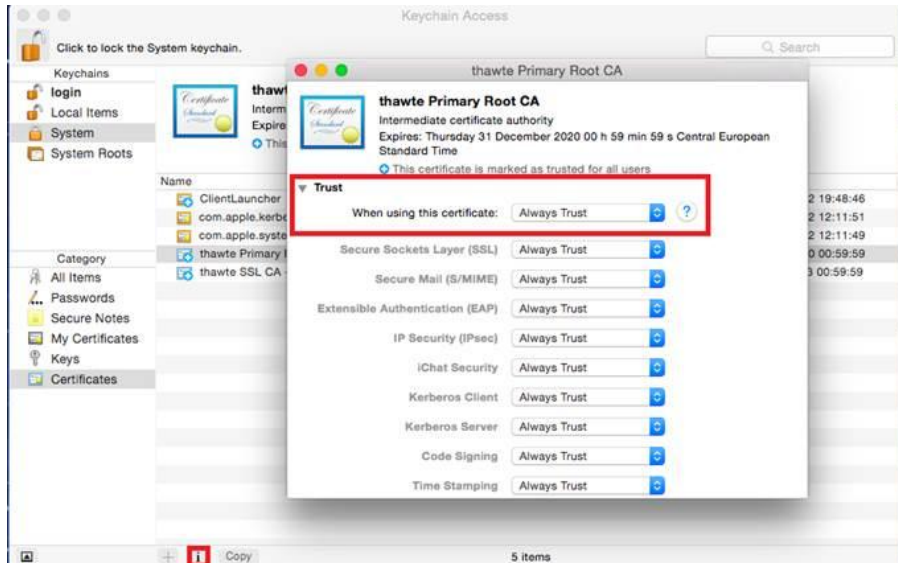 Keychain Access
Click to lock the System keychain.
Search
Keychains
login
Local Items
System
System Roots
Category
All Items
Passwords
Secure Notes
My Certificates
Keys
Certificates
Certificate
Standard
thawt
Interm
Expire
This
Name
ClientLauncher
2 19:48:46
com.apple.kerbe
2 12:11:51
com.apple.syste
2 12:11:49
thawte Primary
0 00:59:59
thawte SSL CA
3 00:59:59
thawte Primary Root CA
Certificate
Standard
thawte Primary Root CA
Intermediate certificate authority
Expires: Thursday 31 December 2020 00 h 59 min 59 s Central European
Standard Time
This certificate is marked as trusted for all users
Trust
When using this certificate: Always Trust ?
Secure Sockets Layer (SSL) Always Trust
Secure Mail (S/MIME) Always Trust
Extensible Authentication (EAP) Always Trust
IP Security (IPsec) Always Trust
iChat Security Always Trust
Kerberos Client Always Trust
Kerberos Server Always Trust
Code Signing Always Trust
Time Stamping Always Trust
+ i Copy
5 items